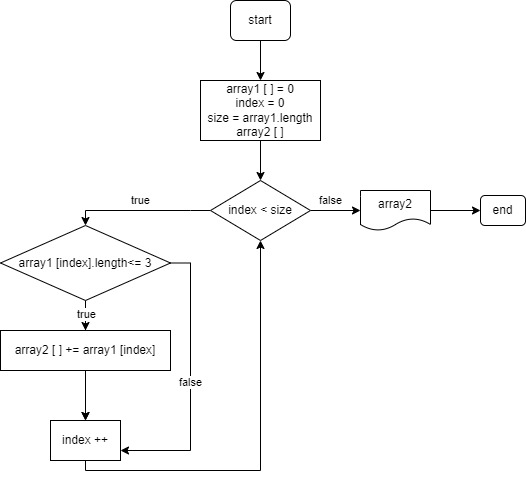 start
array1 [ ] = 0
index = 0
size = array1.length
array2 [ ]
true
index < size
false
array2
end
array1 [index].length<= 3
true
array2 [ ] += array1 [index]
false
index ++